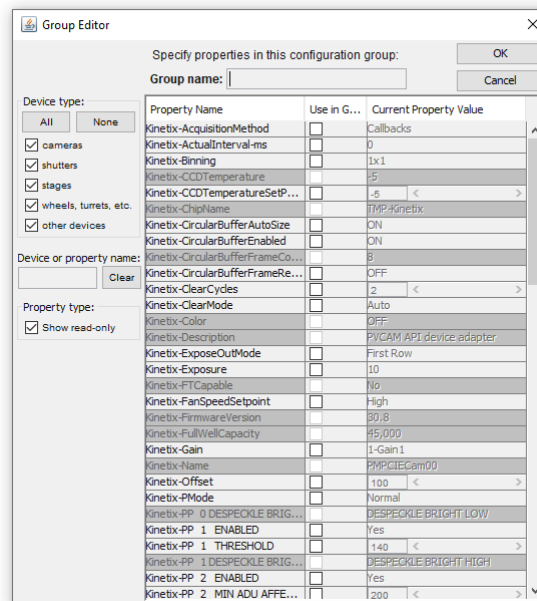 Group Editor
Specify properties in this configuration group:
OK
Group name:
Cancel
Device type:
All None
cameras
shutters
stages
wheels, turrets, etc.
other devices
Device or property name:
Clear
Property type:
Show read-only
Property Name Use in G... Current Property Value
Kinetix-AcquisitionMethod Callbacks
Kinetix-ActualInterval-ms 0
Kinetix-Binning 1x1
Kinetix-CCDTemperature -5
Kinetix-CCDTemperatureSetP... -5 < >
Kinetix-ChipName TMP-Kinetix
Kinetix-CircularBufferAutoSize ON
Kinetix-CircularBufferEnabled ON
Kinetix-CircularBufferFrameCo... 8
Kinetix-CircularBufferFrameRe... OFF
Kinetix-ClearCycles 2 < >
Kinetix-ClearMode Auto
Kinetix-Color OFF
Kinetix-Description PVCAM API device adapter
Kinetix-ExposeOutMode First Row
Kinetix-Exposure 10
Kinetix-FTCapable No
Kinetix-FanSpeedSetpoint High
Kinetix-FirmwareVersion 30.8
Kinetix-FullWellCapacity 45,000
Kinetix-Gain 1-Gain1
Kinetix-Name PMPCIECam00
Kinetix-Offset 100 < >
Kinetix-PMode Normal
Kinetix-PP 0 DESPECKLE BRIG... DESPECKLE BRIGHT LOW
Kinetix-PP 1 ENABLED Yes
Kinetix-PP 1 THRESHOLD 140 < >
Kinetix-PP 1 DESPECKLE BRIG... DESPECKLE BRIGHT HIGH
Kinetix-PP 2 ENABLED Yes
Kinetix-PP 2 MIN ADU AFFE... 200 < >